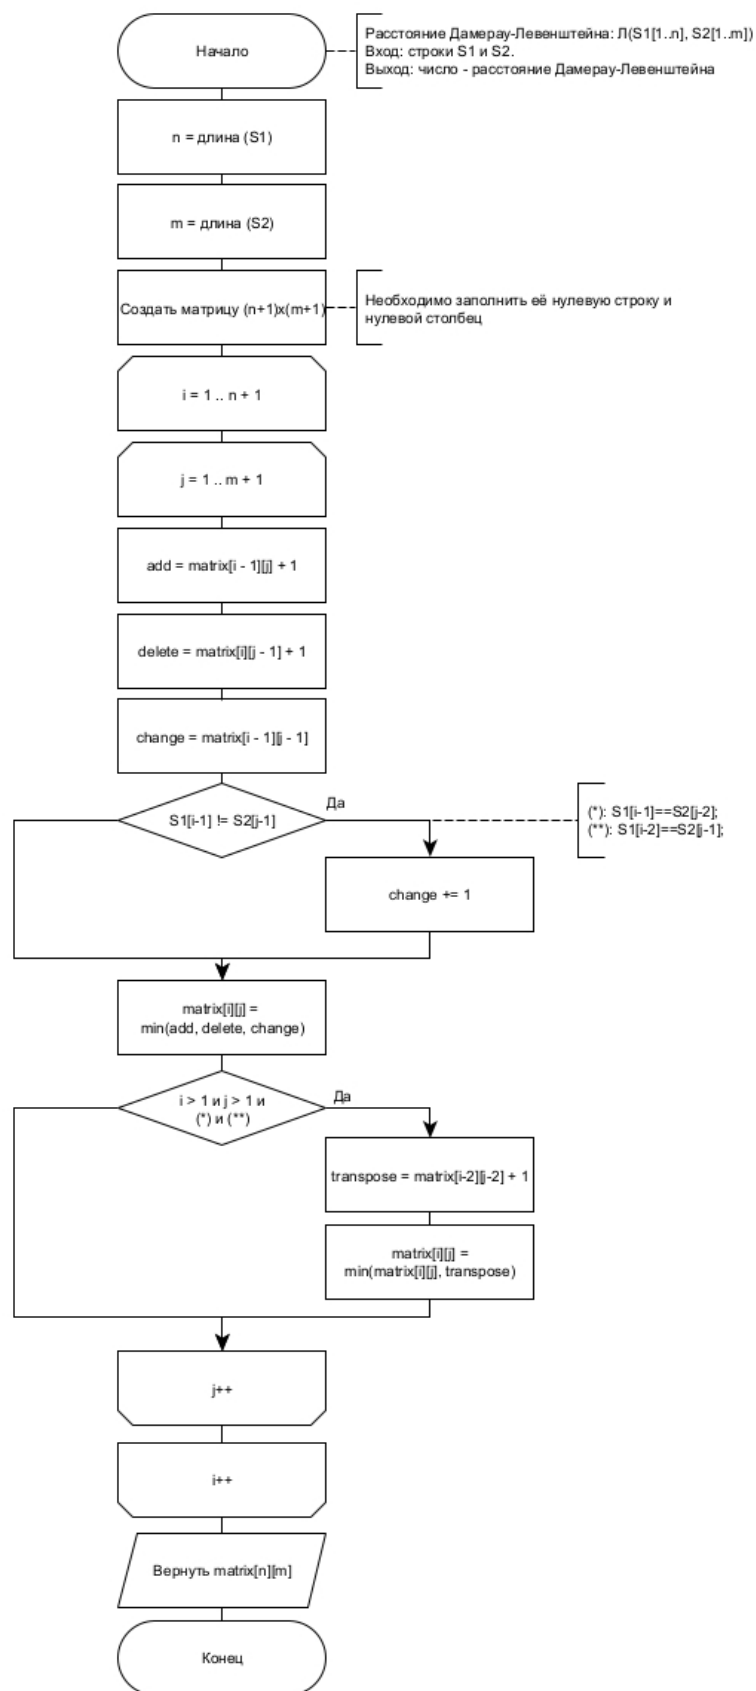 Начало
Расстояние Дамерау-Левенштейна: Л(S1[1..n], S2[1..m])
Вход: строки S1 и S2.
Выход: число - расстояние Дамерау-Левенштейна
n = длина (S1)
m = длина (S2)
Создать матрицу (n+1)x(m+1)
Необходимо заполнить её нулевую строку и
нулевой столбец
i = 1 .. n + 1
j = 1 .. m + 1
add = matrix[i - 1][j] + 1
delete = matrix[i][j - 1] + 1
change = matrix[i - 1][j - 1]
S1[i-1] != S2[j-1]
Да
(*): S1[i-1]==S2[j-2];
(**): S1[i-2]==S2[j-1];
change += 1
matrix[i][j] =
min(add, delete, change)
i > 1 и j > 1 и
(*) и (**)
Да
transpose = matrix[i-2][j-2] + 1
matrix[i][j] =
min(matrix[i][j], transpose)
j++
i++
Вернуть matrix[n][m]
Конец